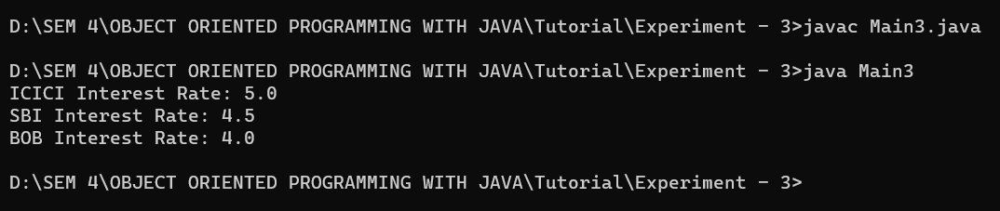 D:\SEM 4\OBJECT ORIENTED PROGRAMMING WITH JAVA\Tutorial\Experiment - 3>javac Main3.java
D:\SEM 4\OBJECT ORIENTED PROGRAMMING WITH JAVA\Tutorial\Experiment - 3>java Main3
ICICI Interest Rate: 5.0
SBI Interest Rate: 4.5
BOB Interest Rate: 4.0
D:\SEM 4\OBJECT ORIENTED PROGRAMMING WITH JAVA\Tutorial\Experiment - 3>